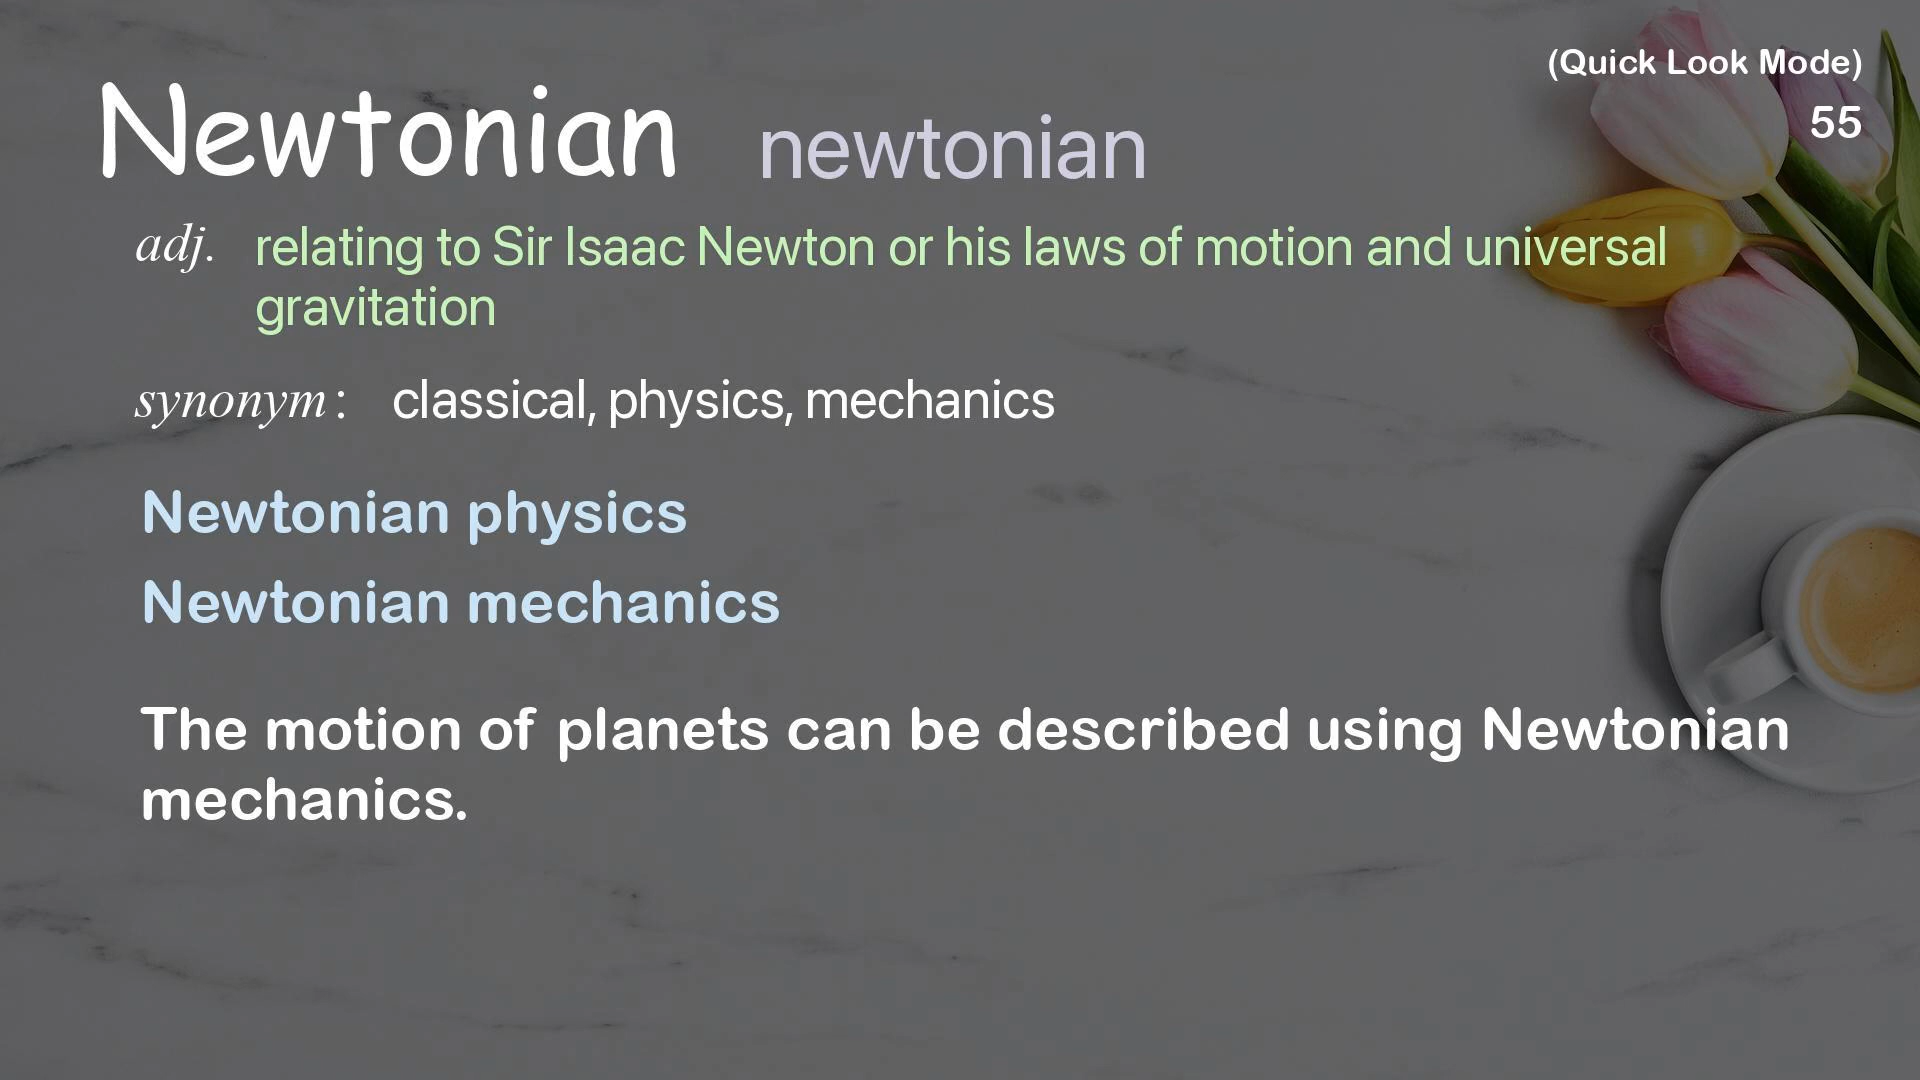 (Quick Look Mode)
55
Newtonian newtonian
adj. relating to Sir Isaac Newton or his laws of motion and universal
gravitation
synonym: classical, physics, mechanics
Newtonian physics
Newtonian mechanics
The motion of planets can be described using Newtonian
mechanics.